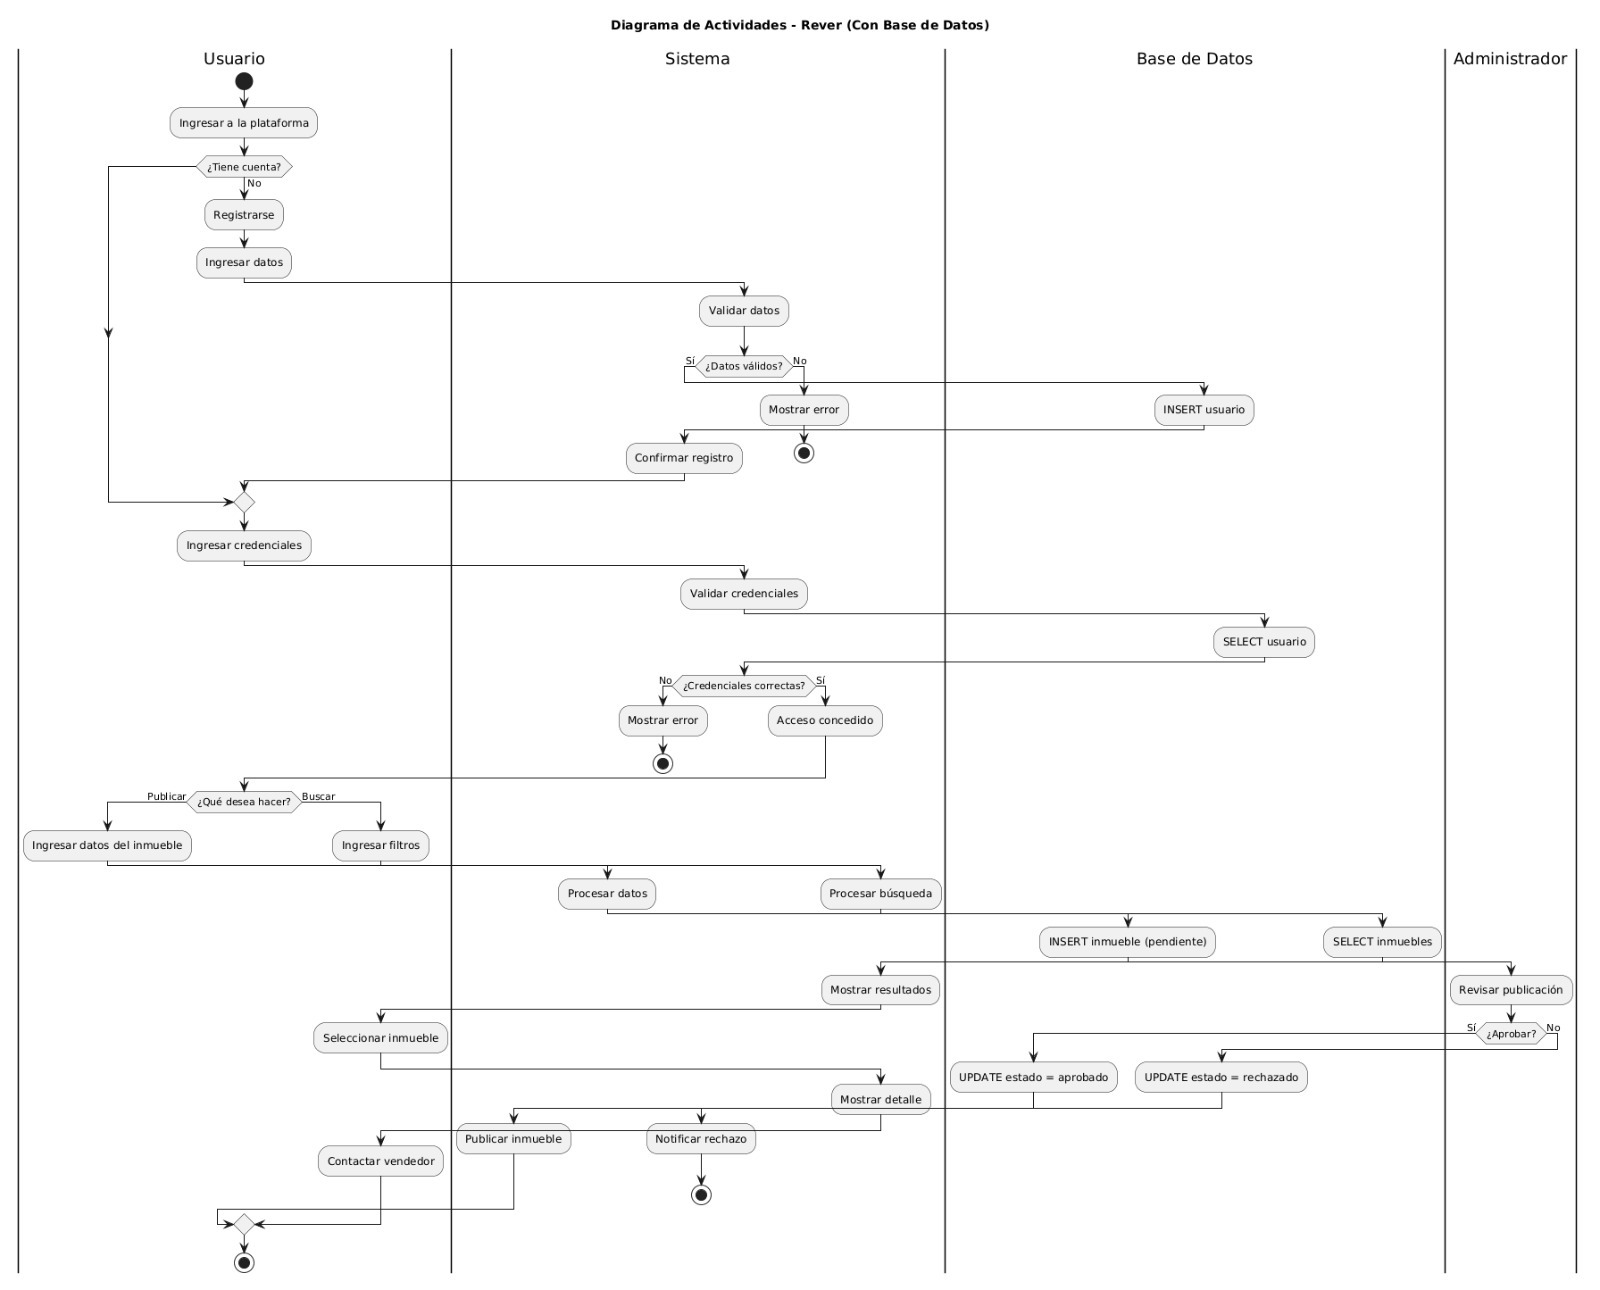 Diagrama de Actividades - Rever (Con Base de Datos)
Usuario
Sistema
Base de Datos
Administrador
Ingresar a la plataforma
¿Tiene cuenta?
No
Registrarse
Ingresar datos
Validar datos
Sí
¿Datos válidos?
No
Mostrar error
INSERT usuario
Confirmar registro
Ingresar credenciales
Validar credenciales
SELECT usuario
No
¿Credenciales correctas?
Sí
Mostrar error
Acceso concedido
Publicar
¿Qué desea hacer?
Buscar
Ingresar datos del inmueble
Ingresar filtros
Procesar datos
Procesar búsqueda
INSERT inmueble (pendiente)
SELECT inmuebles
Mostrar resultados
Revisar publicación
Seleccionar inmueble
Sí
¿Aprobar?
No
UPDATE estado = aprobado
UPDATE estado = rechazado
Mostrar detalle
Publicar inmueble
Notificar rechazo
Contactar vendedor